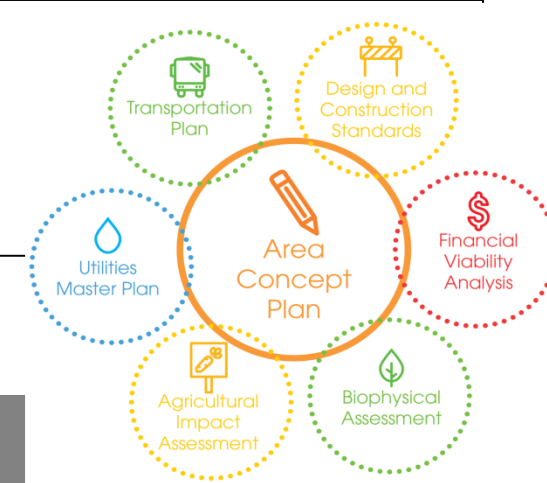 Transportation
Plan
Design and
Construction
Standards
Area
Concept
Plan
Financial
Viability
Analysis
Utilities
Master Plan
Agricultural
Impact
Assessment
Biophysical
Assessment